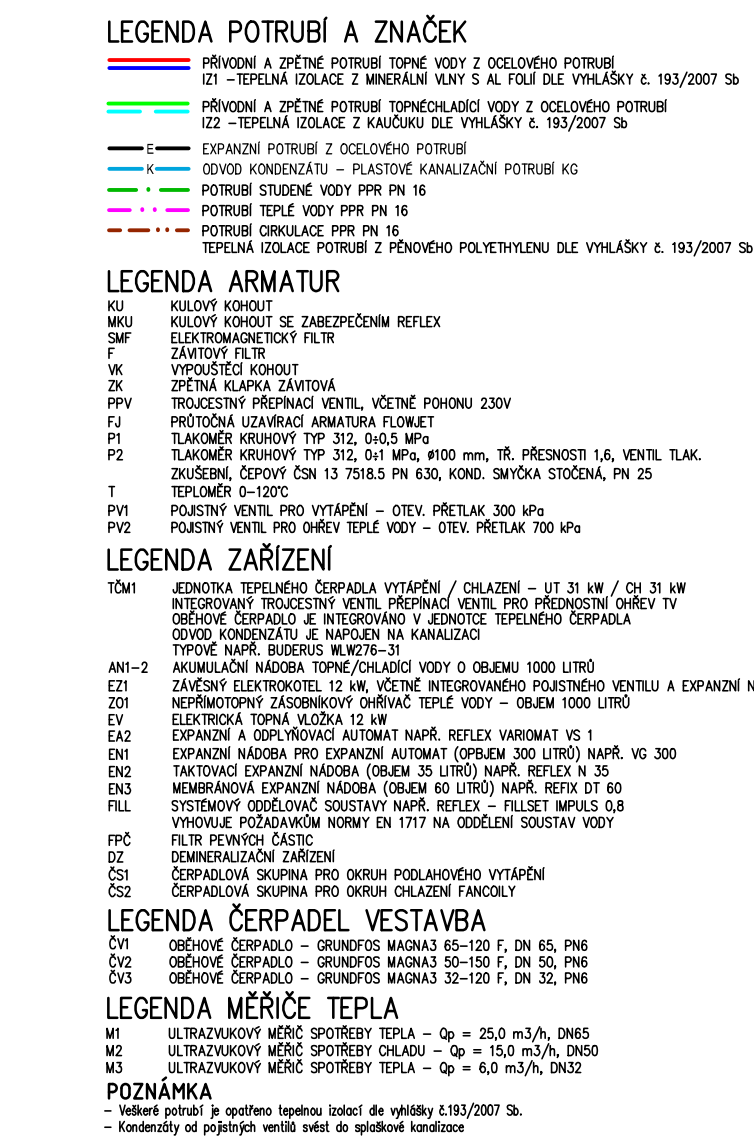 LEGENDA POTRUBÍ A ZNAČEK
PŘÍVODNÍ A ZPĚTNÉ POTRUBÍ TOPNÉ VODY Z OCELOVÉHO POTRUBÍ
IZ1 –TEPELNÁ IZOLACE Z MINERÁLNÍ VLNY S AL FOLIÍ DLE VYHLÁŠKY č. 193/2007 Sb
PŘÍVODNÍ A ZPĚTNÉ POTRUBÍ TOPNÉCHLADÍCÍ VODY Z OCELOVÉHO POTRUBÍ
IZ2 –TEPELNÁ IZOLACE Z KAUČUKU DLE VYHLÁŠKY č. 193/2007 Sb
E EXPANZNÍ POTRUBÍ Z OCELOVÉHO POTRUBÍ
K ODVOD KONDENZÁTU – PLASTOVÉ KANALIZAČNÍ POTRUBÍ KG
POTRUBÍ STUDENÉ VODY PPR PN 16
POTRUBÍ TEPLÉ VODY PPR PN 16
POTRUBÍ CIRKULACE PPR PN 16
TEPELNÁ IZOLACE POTRUBÍ Z PĚNOVÉHO POLYETHYLENU DLE VYHLÁŠKY č. 193/2007 Sb
LEGENDA ARMATUR
KU KULOVÝ KOHOUT
MKU KULOVÝ KOHOUT SE ZABEZPEČENÍM REFLEX
SMF ELEKTROMAGNETICKÝ FILTR
F ZÁVITOVÝ FILTR
VK VYPOUŠTĚCÍ KOHOUT
ZK ZPĚTNÁ KLAPKA ZÁVITOVÁ
PPV TROJCESTNÝ PŘEPÍNACÍ VENTIL, VČETNĚ POHONU 230V
FJ PRŮTOČNÁ UZAVÍRACÍ ARMATURA FLOWJET
P1 TLAKOMĚR KRUHOVÝ TYP 312, 0÷0,5 MPa
P2 TLAKOMĚR KRUHOVÝ TYP 312, 0÷1 MPa, ø100 mm, TŘ. PŘESNOSTI 1,6, VENTIL TLAK.
ZKUŠEBNÍ, ČEPOVÝ ČSN 13 7518.5 PN 630, KOND. SMYČKA STOČENÁ, PN 25
T TEPLOMĚR 0–120°C
PV1 POJISTNÝ VENTIL PRO VYTÁPĚNÍ – OTEV. PŘETLAK 300 kPa
PV2 POJISTNÝ VENTIL PRO OHŘEV TEPLÉ VODY – OTEV. PŘETLAK 700 kPa
LEGENDA ZAŘÍZENÍ
TČM1 JEDNOTKA TEPELNÉHO ČERPADLA VYTÁPĚNÍ / CHLAZENÍ – UT 31 kW / CH 31 kW
INTEGROVANÝ TROJCESTNÝ VENTIL PŘEPÍNACÍ VENTIL PRO PŘEDNOSTNÍ OHŘEV TV
OBĚHOVÉ ČERPADLO JE INTEGROVÁNO V JEDNOTCE TEPELNÉHO ČERPADLA
ODVOD KONDENZÁTU JE NAPOJEN NA KANALIZACI
TYPOVĚ NAPŘ. BUDERUS WLW276–31
AN1–2 AKUMULAČNÍ NÁDOBA TOPNÉ/CHLADÍCÍ VODY O OBJEMU 1000 LITRŮ
EZ1 ZÁVĚSNÝ ELEKTROKOTEL 12 kW, VČETNĚ INTEGROVANÉHO POJISTNÉHO VENTILU A EXPANZNÍ N
ZO1 NEPŘÍMOTOPNÝ ZÁSOBNÍKOVÝ OHŘÍVAČ TEPLÉ VODY – OBJEM 1000 LITRŮ
EV ELEKTRICKÁ TOPNÁ VLOŽKA 12 kW
EA2 EXPANZNÍ A ODPLYŇOVACÍ AUTOMAT NAPŘ. REFLEX VARIOMAT VS 1
EN1 EXPANZNÍ NÁDOBA PRO EXPANZNÍ AUTOMAT (OPBJEM 300 LITRŮ) NAPŘ. VG 300
EN2 TAKTOVACÍ EXPANZNÍ NÁDOBA (OBJEM 35 LITRŮ) NAPŘ. REFLEX N 35
EN3 MEMBRÁNOVÁ EXPANZNÍ NÁDOBA (OBJEM 60 LITRŮ) NAPŘ. REFIX DT 60
FILL SYSTÉMOVÝ ODDĚLOVAČ SOUSTAVY NAPŘ. REFLEX – FILLSET IMPULS 0,8
VYHOVUJE POŽADAVKŮM NORMY EN 1717 NA ODDĚLENÍ SOUSTAV VODY
FPČ FILTR PEVNÝCH ČÁSTIC
DZ DEMINERALIZAČNÍ ZAŘÍZENÍ
ČS1 ČERPADLOVÁ SKUPINA PRO OKRUH PODLAHOVÉHO VYTÁPĚNÍ
ČS2 ČERPADLOVÁ SKUPINA PRO OKRUH CHLAZENÍ FANCOILY
LEGENDA ČERPADEL VESTAVBA
ČV1 OBĚHOVÉ ČERPADLO – GRUNDFOS MAGNA3 65–120 F, DN 65, PN6
ČV2 OBĚHOVÉ ČERPADLO – GRUNDFOS MAGNA3 50–150 F, DN 50, PN6
ČV3 OBĚHOVÉ ČERPADLO – GRUNDFOS MAGNA3 32–120 F, DN 32, PN6
LEGENDA MĚŘIČE TEPLA
M1 ULTRAZVUKOVÝ MĚŘIČ SPOTŘEBY TEPLA – Qp = 25,0 m3/h, DN65
M2 ULTRAZVUKOVÝ MĚŘIČ SPOTŘEBY CHLADU – Qp = 15,0 m3/h, DN50
M3 ULTRAZVUKOVÝ MĚŘIČ SPOTŘEBY TEPLA – Qp = 6,0 m3/h, DN32
POZNÁMKA
– Veškeré potrubí je opatřeno tepelnou izolací dle vyhlášky č.193/2007 Sb.
– Kondenzáty od pojistných ventilů svést do splaškové kanalizace